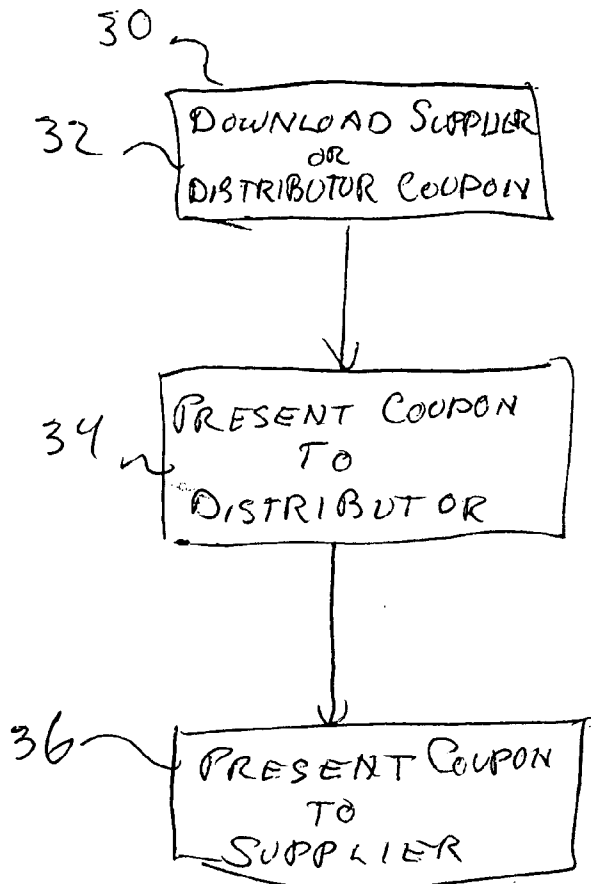 30
32
DOWNLOAD SUPPLIER
OR
DISTRIBUTOR COUPON
34
PRESENT COUPON
TO
DISTRIBUTOR
36
PRESENT COUPON
TO
SUPPLIER